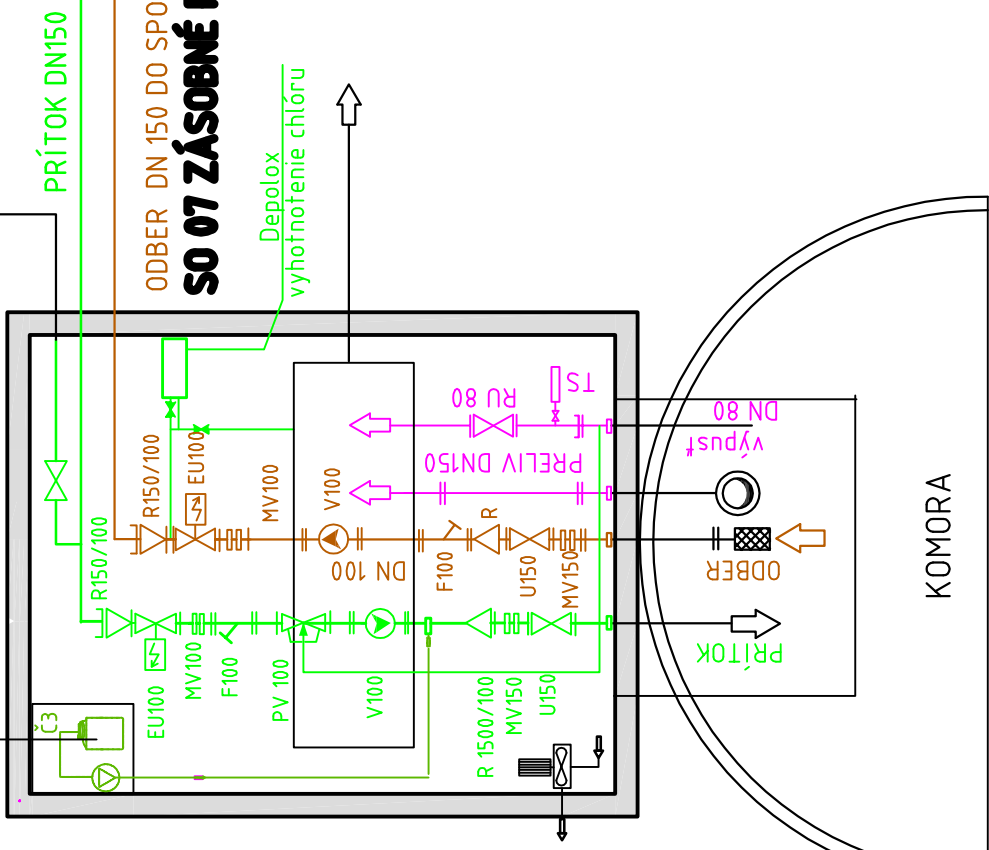 PRÍTOK DN150
ODBER DN 150 DO SPO
SO 07 ZÁSOBNÉ
Depolox
vyhotnotenie chlóru
R150/100
R150/100
EU100
MV100
V100
RU 80
TS
PRELIV DN150
DN 80
výpusť
DN 100
F100
R
U150
MV150
ODBER
PRÍTOK
KOMORA
EU100
MV100
F100
PV 100
V100
R 1500/100
MV150
U150
Č3